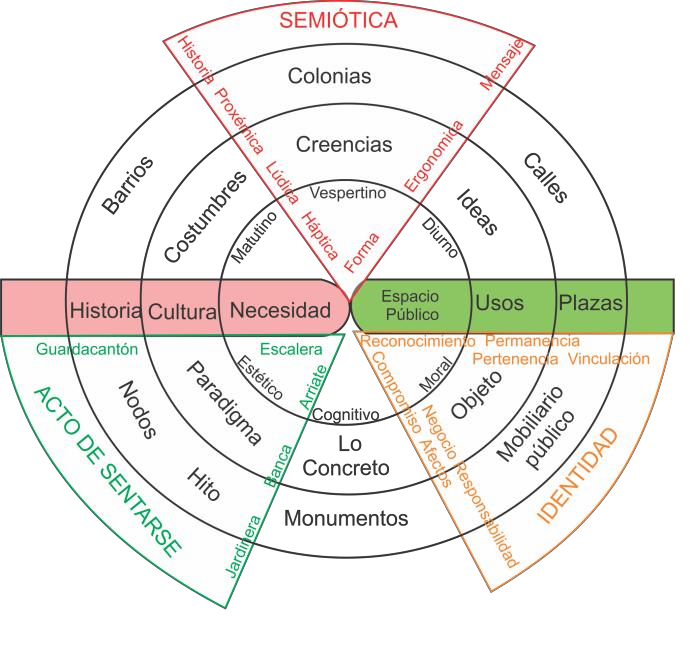 SEMIÓTICA
Historia Proxémica Lúdica Háptica
Mensaje
Ergonomica
Forma
Colonias
Creencias
Vespertino
Barrios
Costumbres
Matutino
Calles
Ideas
Diurno
Historia Cultura Necesidad
Espacio
Público
Usos Plazas
Guardacantón Escalera
Arriate
Banca
Jardinera
ACTO DE SENTARSE
Reconocimiento Permanencia
Pertenencia Vinculación
Compromiso Afectos
Negocio Responsabilidad
IDENTIDAD
Estético
Cognitivo
Moral
Paradigma
Lo
Concreto
Objeto
Nodos
Hito
Monumentos
Mobiliario
público